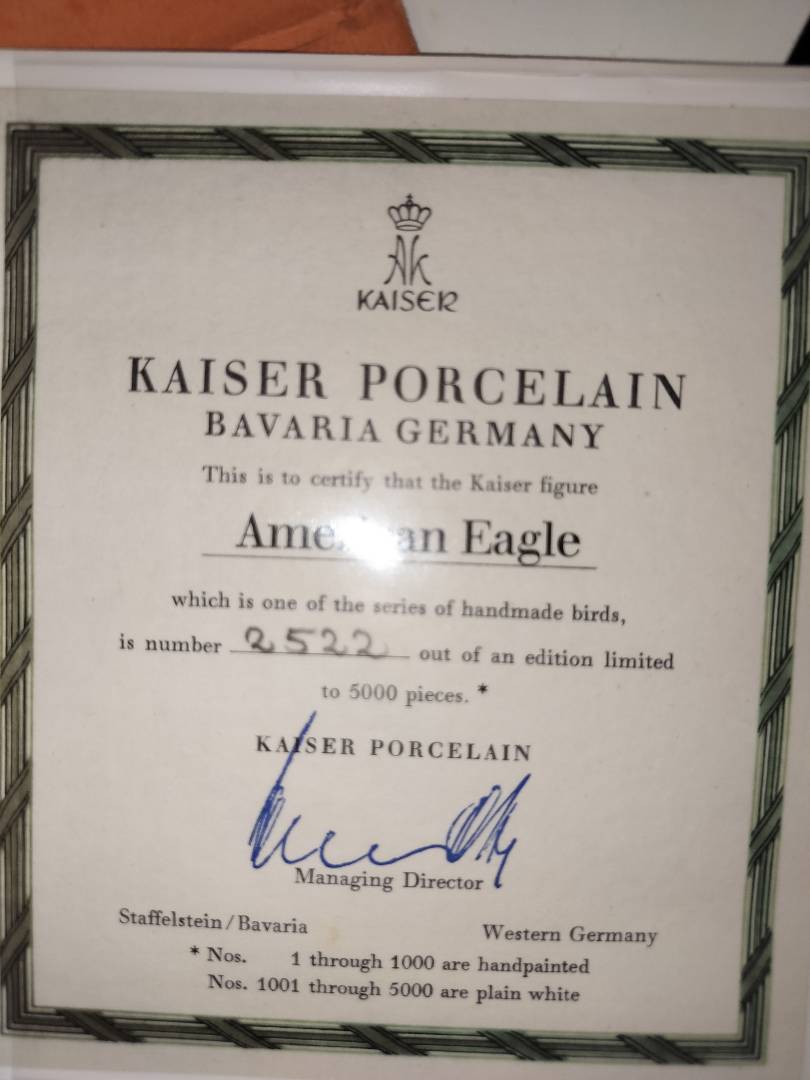 AK
KAISER
KAISER PORCELAIN
BAVARIA GERMANY
This is to certify that the Kaiser figure
American Eagle
which is one of the series of handmade birds,
is number 2522 out of an edition limited
to 5000 pieces. *
KAISER PORCELAIN
Managing Director
Staffelstein/Bavaria Western Germany
* Nos. 1 through 1000 are handpainted
Nos. 1001 through 5000 are plain white